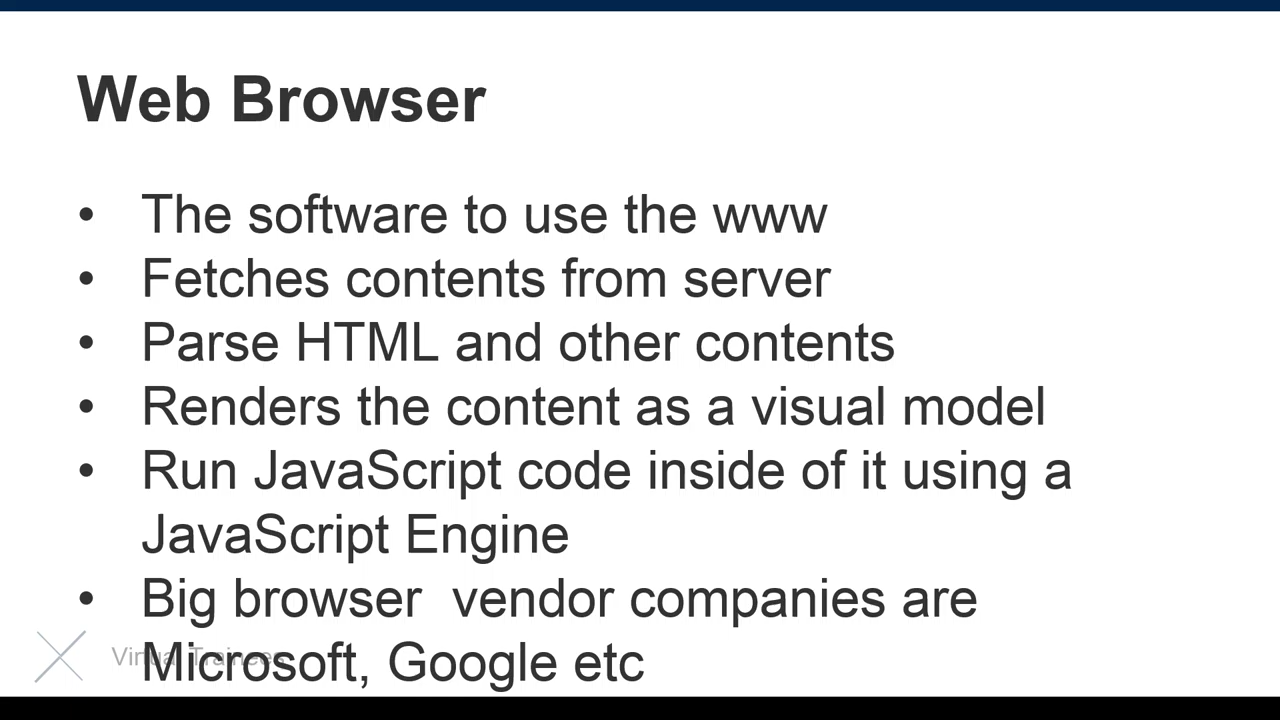 Web Browser
• The software to use the www
• Fetches contents from server
• Parse HTML and other contents
• Renders the content as a visual model
• Run JavaScript code inside of it using a
JavaScript Engine
• Big browser  vendor companies are
Microsoft, Google etc
Virtual Trainees